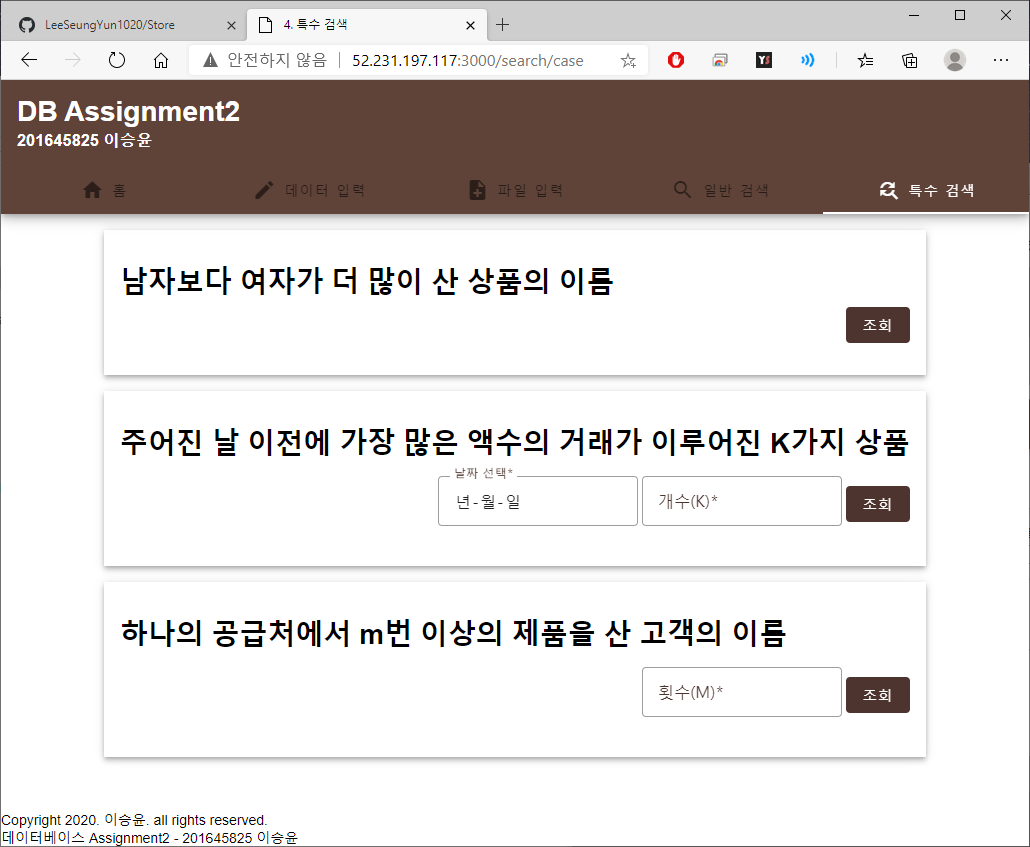 LeeSeungYun1020/Store
4. 특수 검색
안전하지 않음
52.231.197.117:3000/search/case
DB Assignment2
201645825 이승윤
홈
데이터 입력
파일 입력
일반 검색
특수 검색
남자보다 여자가 더 많이 산 상품의 이름
조회
주어진 날 이전에 가장 많은 액수의 거래가 이루어진 K가지 상품
날짜 선택*
년-월-일
개수(K)*
조회
하나의 공급처에서 m번 이상의 제품을 산 고객의 이름
횟수(M)*
조회
Copyright 2020. 이승윤. all rights reserved.
데이터베이스 Assignment2 - 201645825 이승윤